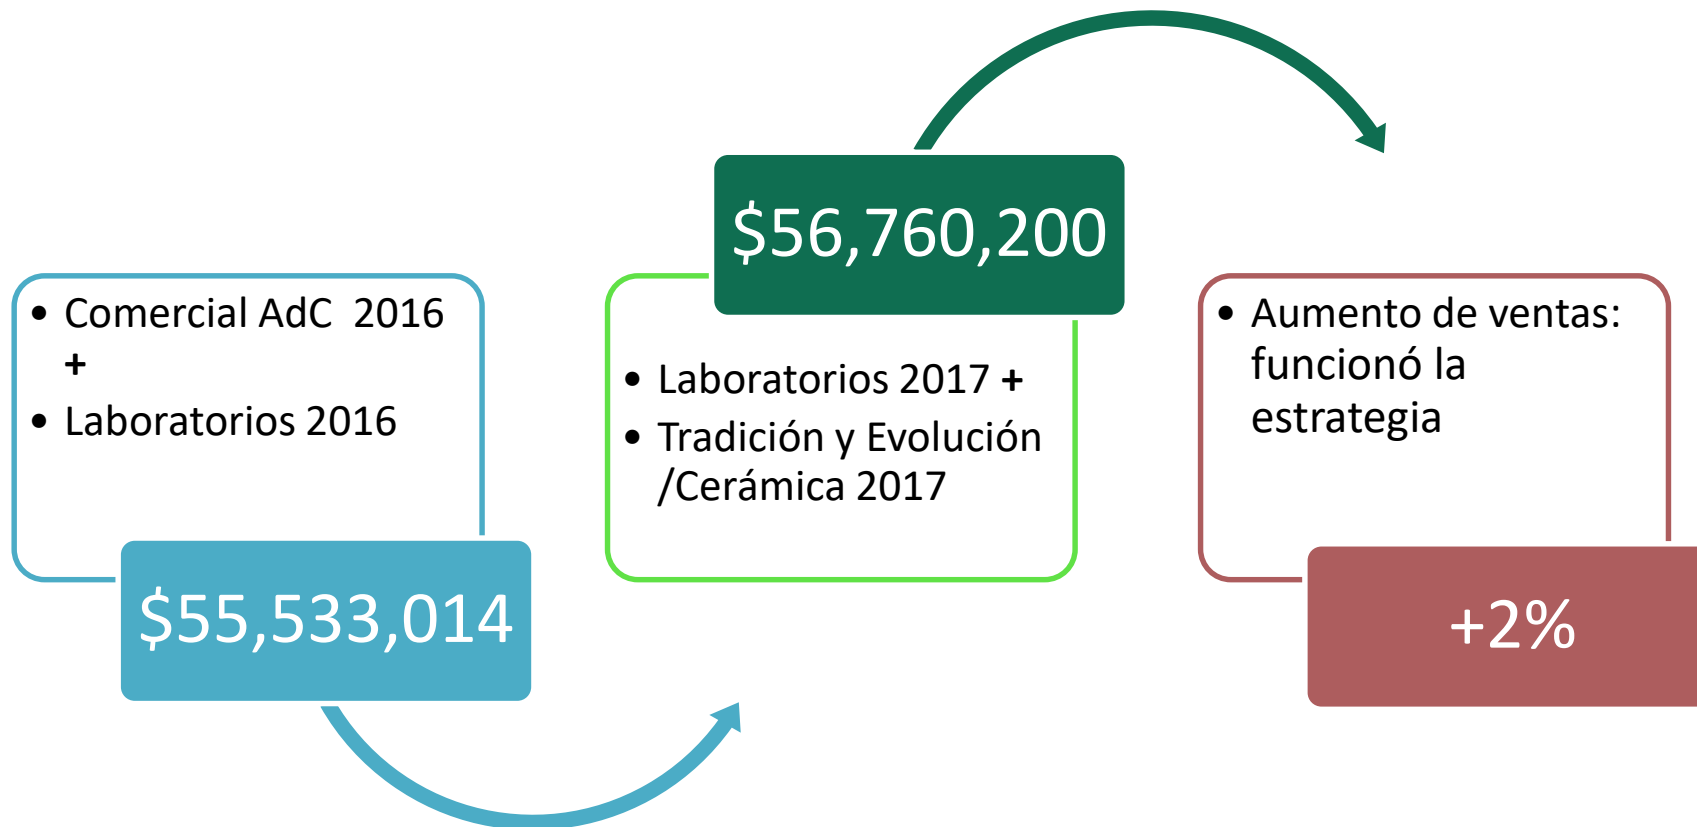 • Comercial AdC 2016
+
• Laboratorios 2016
$55,533,014
$56,760,200
• Laboratorios 2017 +
• Tradición y Evolución
/Cerámica 2017
• Aumento de ventas:
funcionó la
estrategia
+2%